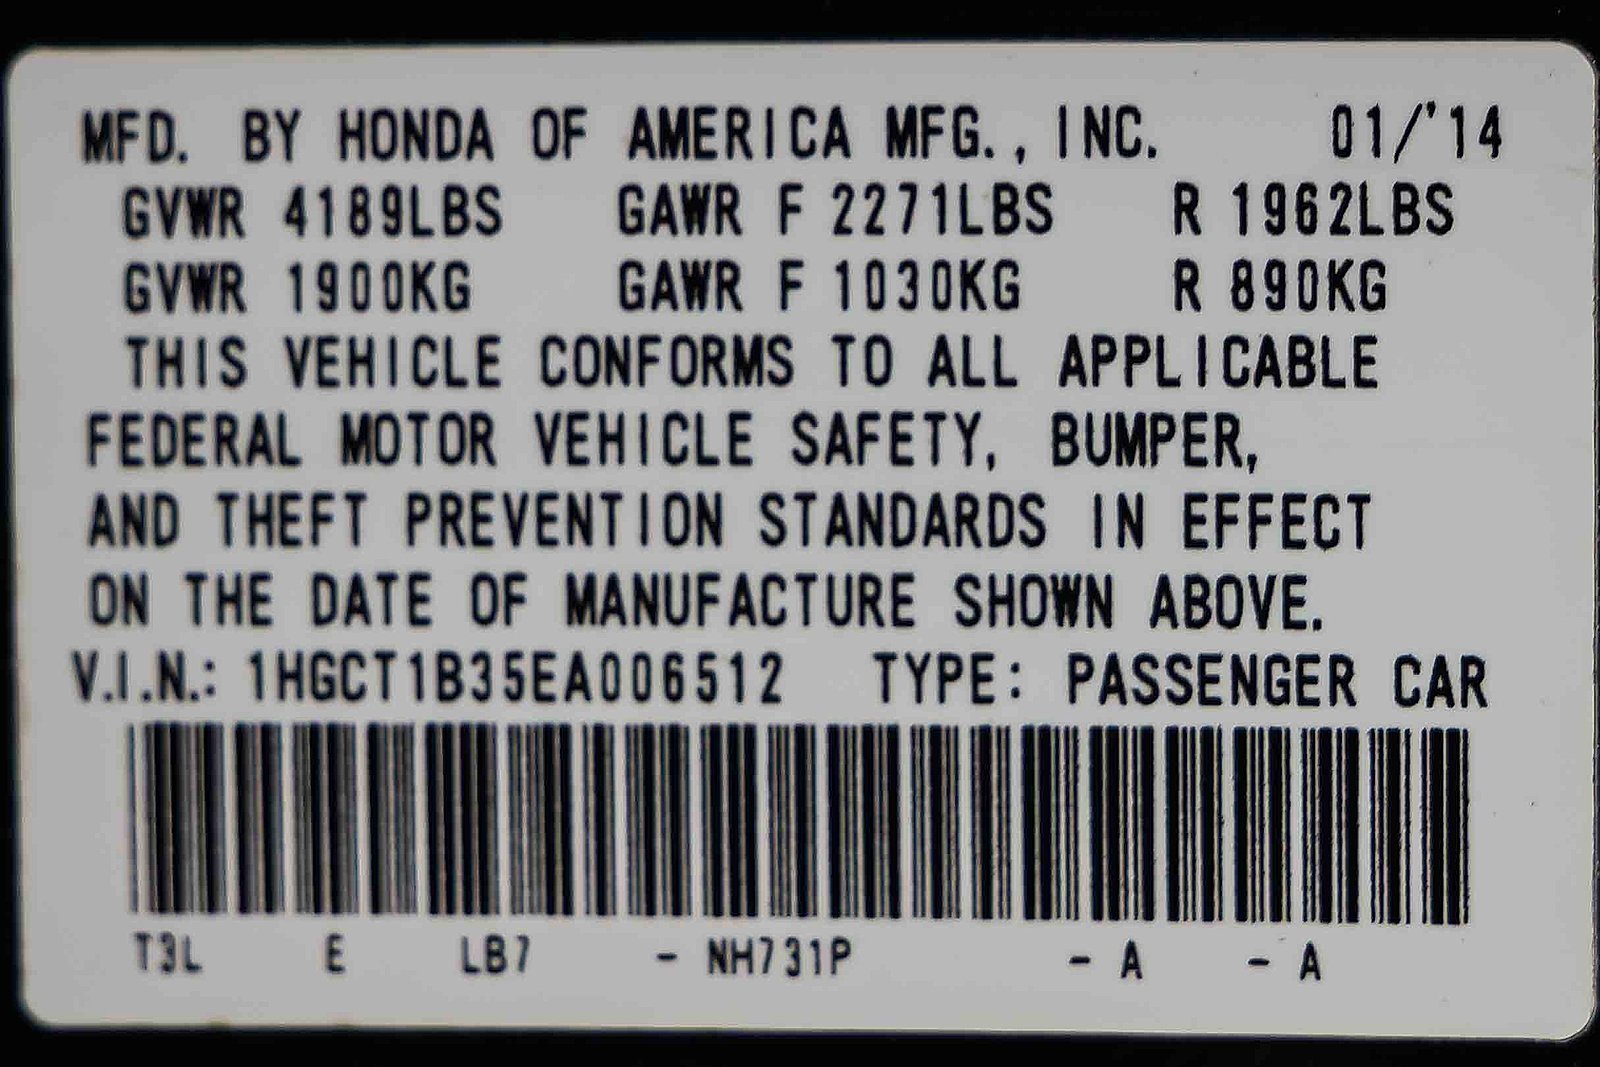 MFD. BY HONDA OF AMERICA MFG., INC. 01/'14
GVWR 4189LBS GAWR F 2271LBS R 1962LBS
GVWR 1900KG GAWR F 1030KG R 890KG
THIS VEHICLE CONFORMS TO ALL APPLICABLE
FEDERAL MOTOR VEHICLE SAFETY, BUMPER,
AND THEFT PREVENTION STANDARDS IN EFFECT
ON THE DATE OF MANUFACTURE SHOWN ABOVE.
V.I.N.: 1HGCT1B35EA006512 TYPE: PASSENGER CAR
T3L E LB7 - NH731P - A - A